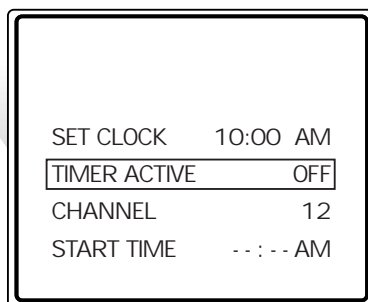 SET CLOCK 10:00 AM
TIMER ACTIVE OFF
CHANNEL 12
START TIME - - : - - AM